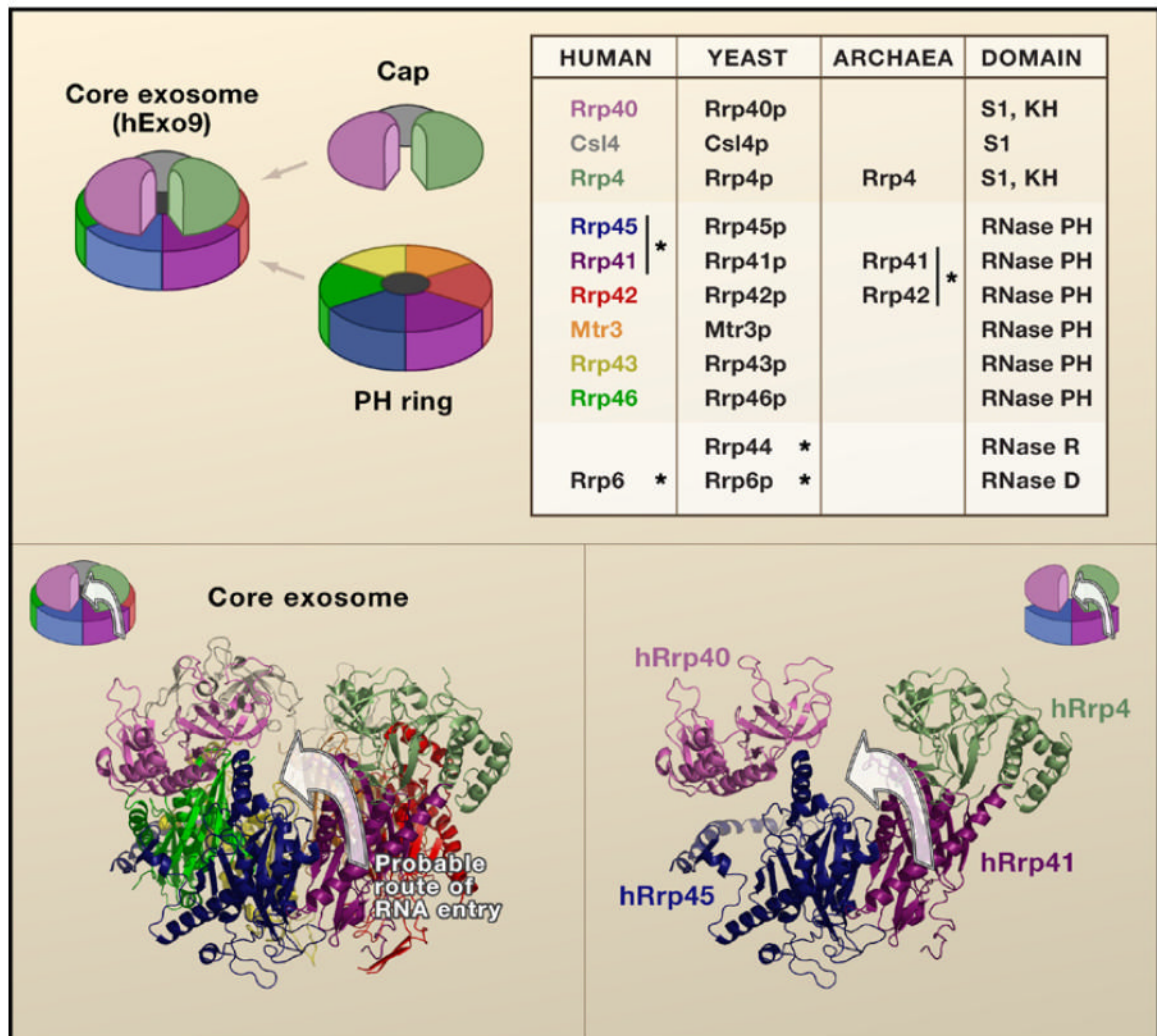 Core exosome
(hExo9)
Cap
PH ring
HUMAN YEAST ARCHAEA DOMAIN
Rrp40 Rrp40p S1, KH
Csl4 Csl4p S1
Rrp4 Rrp4p Rrp4 S1, KH
Rrp45 Rrp45p RNase PH
*
Rrp41 Rrp41p Rrp41 RNase PH
*
Rrp42 Rrp42p Rrp42 RNase PH
Mtr3 Mtr3p RNase PH
Rrp43 Rrp43p RNase PH
Rrp46 Rrp46p RNase PH
Rrp44 * RNase R
Rrp6 * Rrp6p * RNase D
Core exosome
Probable
route of
RNA entry
hRrp40
hRrp4
hRrp45
hRrp41